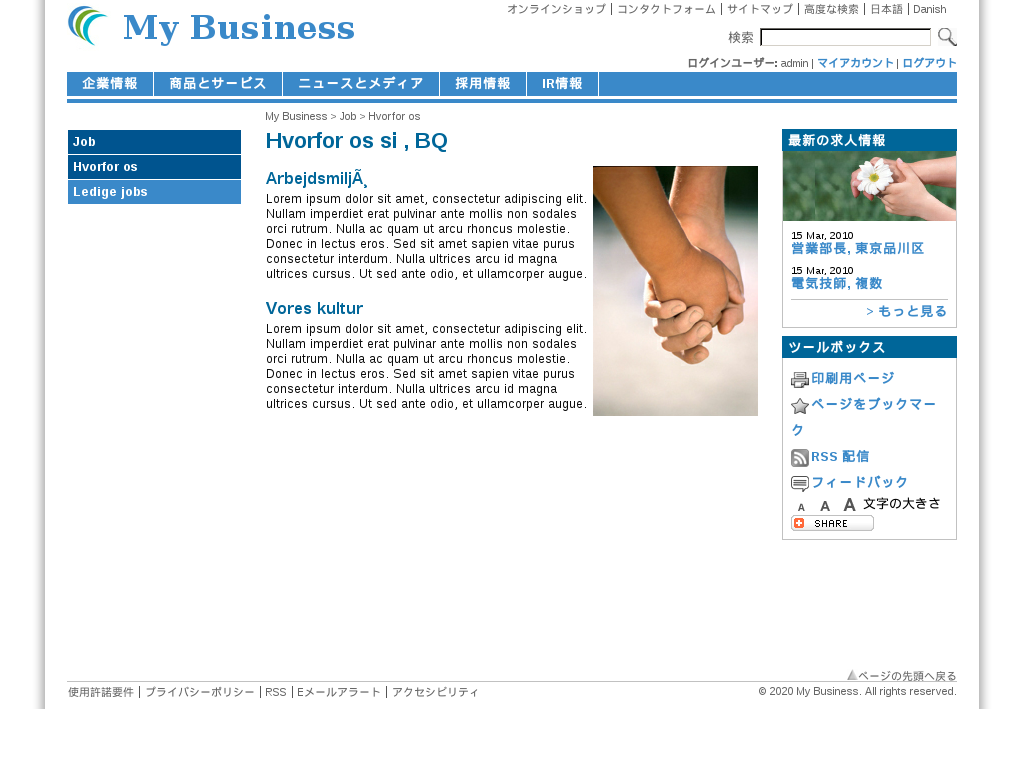 My Business
オンラインショップ | コンタクトフォーム | サイトマップ | 高度な検索 | 日本語 | Danish
検索
ログインユーザー: admin | マイアカウント | ログアウト
企業情報 商品とサービス ニュースとメディア 採用情報 IR情報
My Business > Job > Hvorfor os
Job
Hvorfor os
Ledige jobs
Hvorfor os si , BQ
ArbejdsmiljÃ¸
Lorem ipsum dolor sit amet, consectetur adipiscing elit.
Nullam imperdiet erat pulvinar ante mollis non sodales
orci rutrum. Nulla ac quam ut arcu rhoncus molestie.
Donec in lectus eros. Sed sit amet sapien vitae purus
consectetur interdum. Nulla ultrices arcu id magna
ultrices cursus. Ut sed ante odio, et ullamcorper augue.
Vores kultur
Lorem ipsum dolor sit amet, consectetur adipiscing elit.
Nullam imperdiet erat pulvinar ante mollis non sodales
orci rutrum. Nulla ac quam ut arcu rhoncus molestie.
Donec in lectus eros. Sed sit amet sapien vitae purus
consectetur interdum. Nulla ultrices arcu id magna
ultrices cursus. Ut sed ante odio, et ullamcorper augue.
最新の求人情報
15 Mar, 2010
営業部長, 東京品川区
15 Mar, 2010
電気技師, 複数
> もっと見る
ツールボックス
印刷用ページ
ページをブックマー
ク
RSS 配信
フィードバック
A A A 文字の大きさ
SHARE
ページの先頭へ戻る
使用許諾要件 | プライバシーポリシー | RSS | Eメールアラート | アクセシビリティ
© 2020 My Business. All rights reserved.